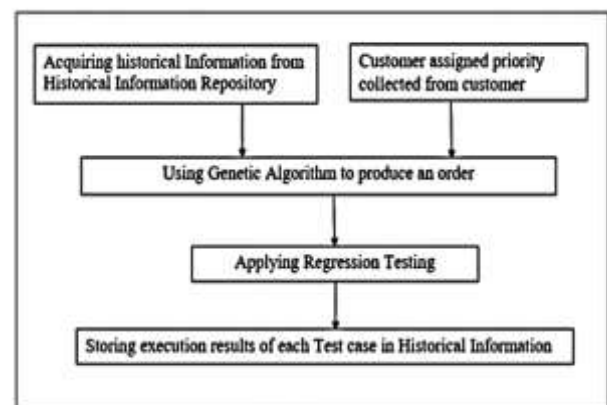 Acquiring historical Information from
Historical Information Repository
Customer assigned priority
collected from customer
Using Genetic Algorithm to produce an order
Applying Regression Testing
Storing execution results of each Test case in Historical Information